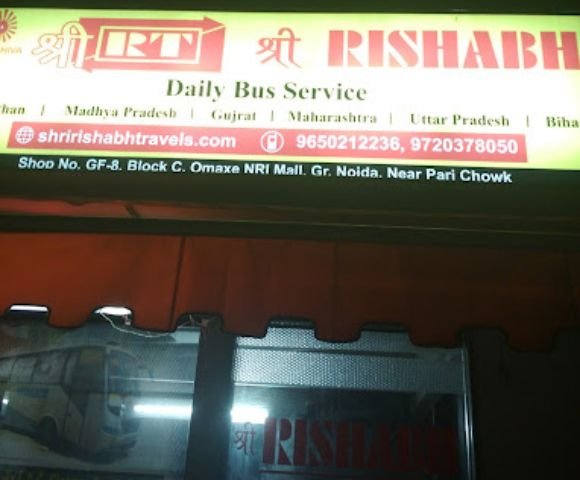 SHIVA
श्री RT श्री RISHABH
Daily Bus Service
Madhya Pradesh | Gujrat | Maharashtra | Uttar Pradesh |
shririshabhtravels.com 9650212236, 9720378050
Shop No. GF-8, Block C, Omaxe NRI Mall, Gr. Noida, Near Pari Chowk
श्री RISHABH